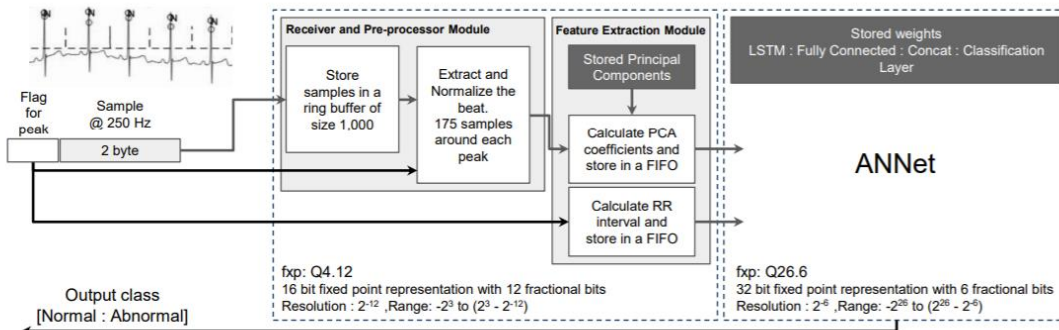 N N N N N
Flag for peak
Sample @ 250 Hz
2 byte
Receiver and Pre-processor Module
Store
samples in a
ring buffer of
size 1,000
Extract and
Normalize the
beat.
175 samples
around each
peak
Feature Extraction Module
Stored Principal
Components
Calculate PCA
coefficients and
store in a FIFO
Calculate RR
interval and
store in a FIFO
fxp: Q4.12
16 bit fixed point representation with 12 fractional bits
Resolution : 2⁻¹² ,Range: -2³ to (2³ - 2⁻¹²)
Stored weights
LSTM : Fully Connected : Concat : Classification
Layer
ANNet
fxp: Q26.6
32 bit fixed point representation with 6 fractional bits
Resolution : 2⁻⁶ ,Range: -2²⁶ to (2²⁶ - 2⁻⁶)
Output class
[Normal : Abnormal]